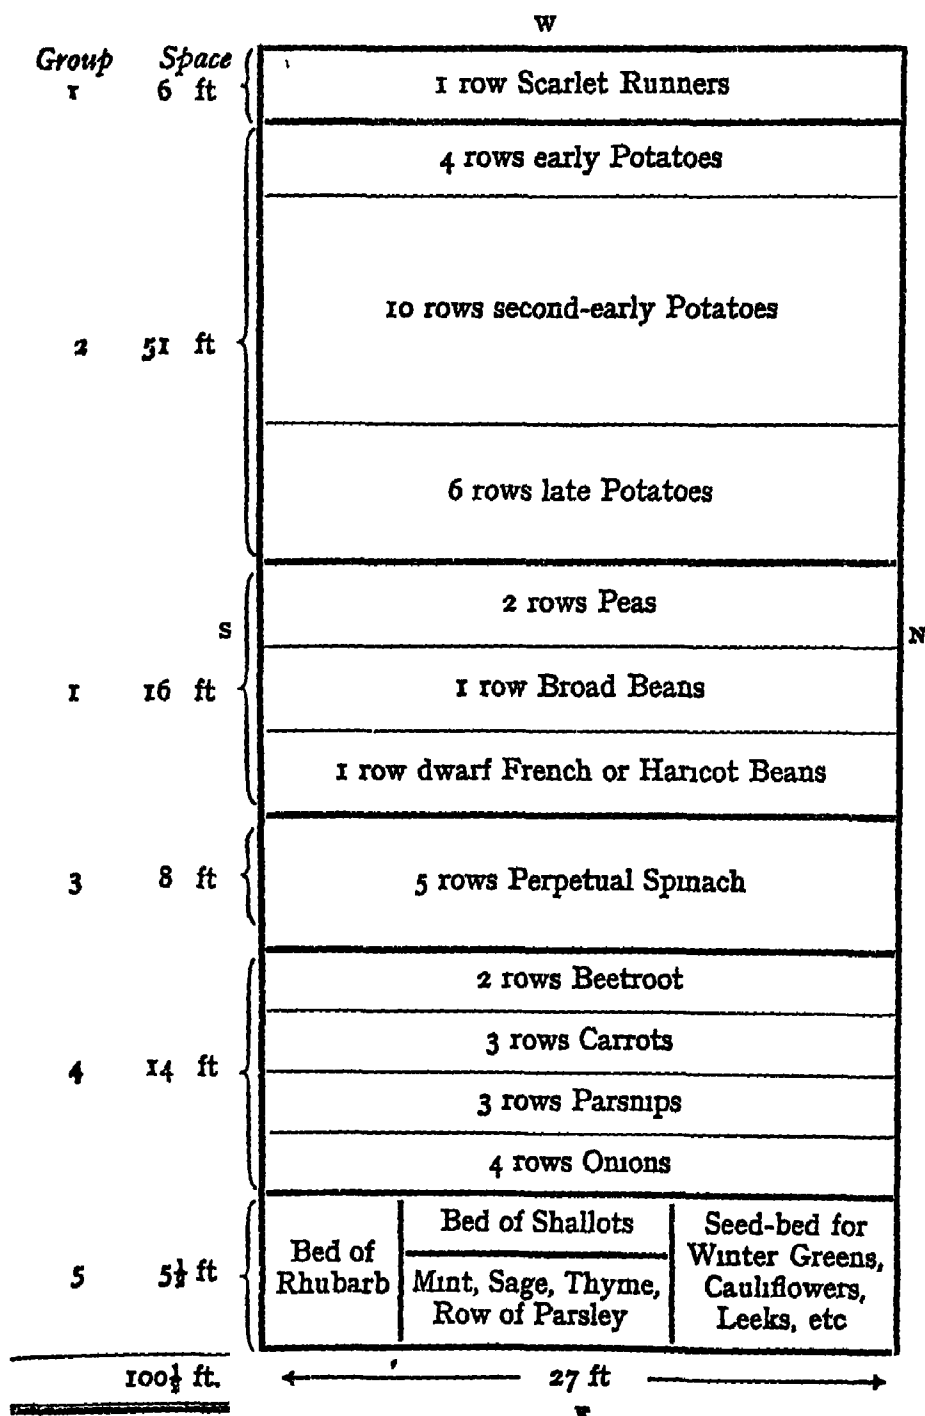 W
Group Space
1 6 ft
1 row Scarlet Runners
4 rows early Potatoes
10 rows second-early Potatoes
2 51 ft
6 rows late Potatoes
2 rows Peas
S
N
1 16 ft
1 row Broad Beans
1 row dwarf French or Haricot Beans
3 8 ft
5 rows Perpetual Spinach
2 rows Beetroot
3 rows Carrots
4 14 ft
3 rows Parsnips
4 rows Onions
5 5½ ft
Bed of
Rhubarb
Bed of Shallots
Mint, Sage, Thyme,
Row of Parsley
Seed-bed for
Winter Greens,
Cauliflowers,
Leeks, etc
100½ ft.
27 ft